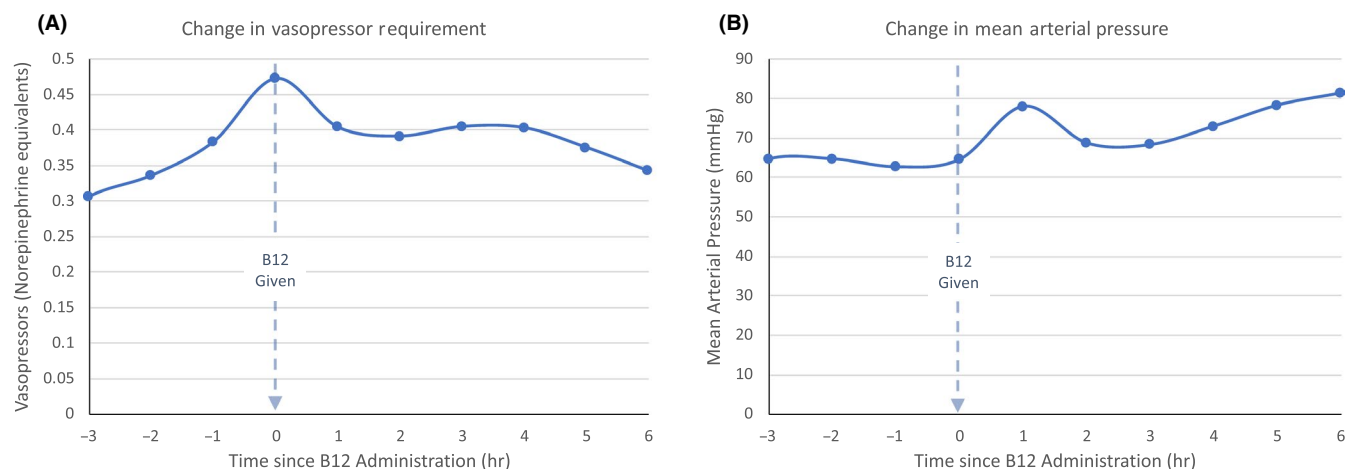 (A)
Change in vasopressor requirement
Vasopressors (Norepinephrine equivalents)
0.5
0.45
0.4
0.35
0.3
0.25
0.2
0.15
0.1
0.05
0
B12
Given
−3 −2 −1 0 1 2 3 4 5 6
Time since B12 Administration (hr)
(B)
Change in mean arterial pressure
Mean Arterial Pressure (mmHg)
90
80
70
60
50
40
30
20
10
0
B12
Given
−3 −2 −1 0 1 2 3 4 5 6
Time since B12 Administration (hr)